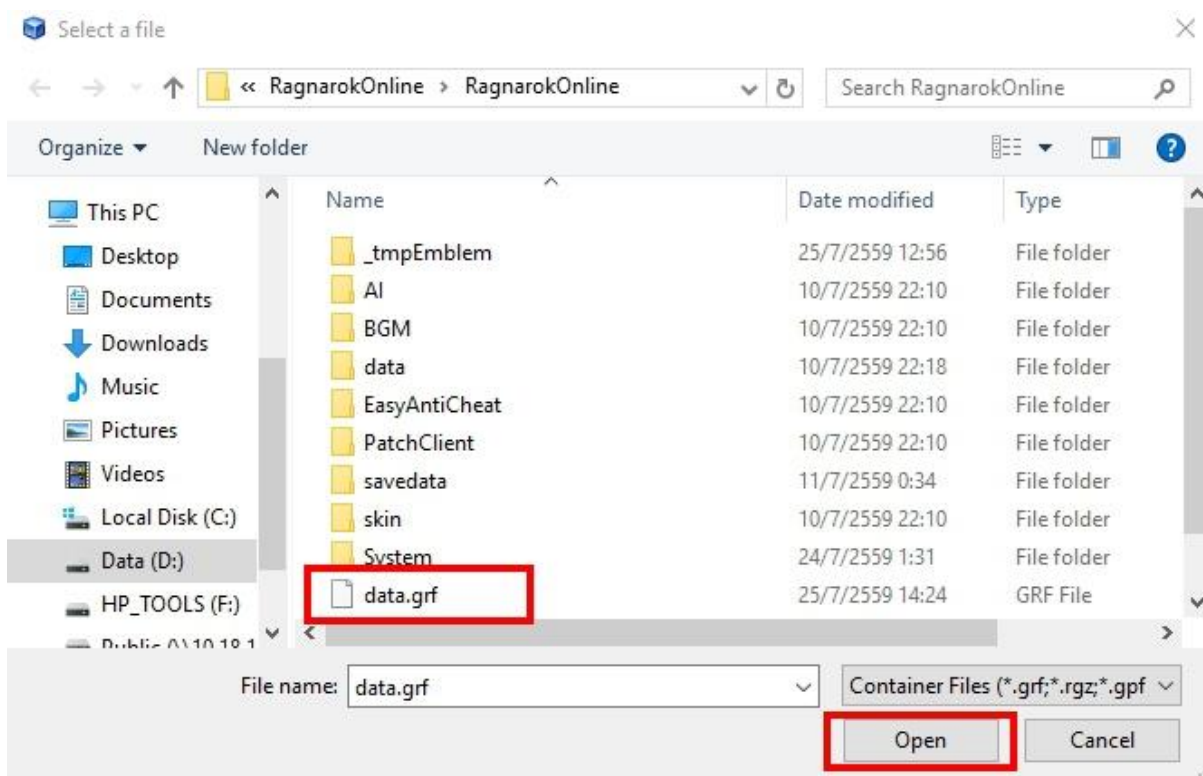 Select a file
« RagnarokOnline › RagnarokOnline
Search RagnarokOnline
Organize
New folder
This PC
Desktop
Documents
Downloads
Music
Pictures
Videos
Local Disk (C:)
Data (D:)
HP_TOOLS (F:)
Name Date modified Type
_tmpEmblem 25/7/2559 12:56 File folder
AI 10/7/2559 22:10 File folder
BGM 10/7/2559 22:10 File folder
data 10/7/2559 22:18 File folder
EasyAntiCheat 10/7/2559 22:10 File folder
PatchClient 10/7/2559 22:10 File folder
savedata 11/7/2559 0:34 File folder
skin 10/7/2559 22:10 File folder
System 24/7/2559 1:31 File folder
data.grf 25/7/2559 14:24 GRF File
File name: data.grf
Container Files (*.grf;*.rgz;*.gpf
Open
Cancel